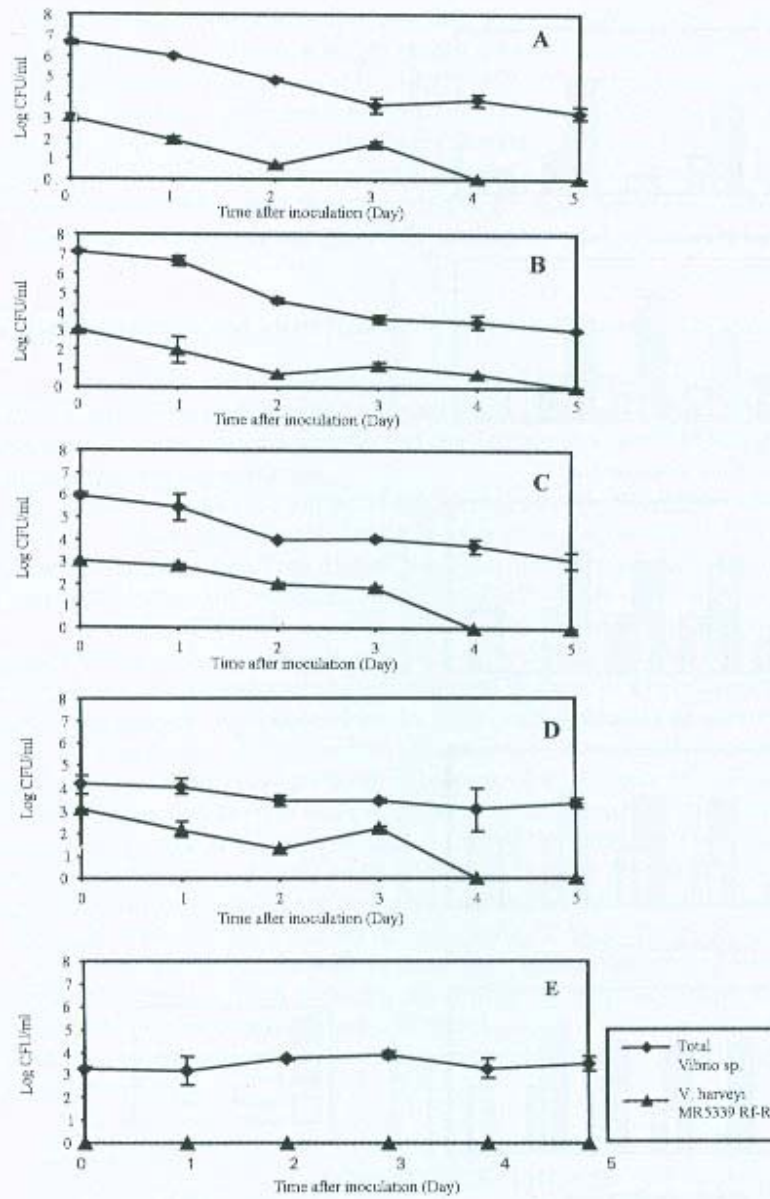 8
7
6
5
4
3
2
1
0
Log CFU/ml
A
0 1 2 3 4 5
Time after inoculation (Day)
8
7
6
5
4
3
2
1
0
Log CFU/ml
B
0 1 2 3 4 5
Time after inoculation (Day)
8
7
6
5
4
3
2
1
0
Log CFU/ml
C
0 1 2 3 4 5
Time after inoculation (Day)
8
7
6
5
4
3
2
1
0
Log CFU/ml
D
0 1 2 3 4 5
Time after inoculation (Day)
8
7
6
5
4
3
2
1
0
Log CFU/ml
E
0 1 2 3 4 5
Time after inoculation (Day)
Total
Vibrio sp.
V. harveyi
MR5339 Rf-R